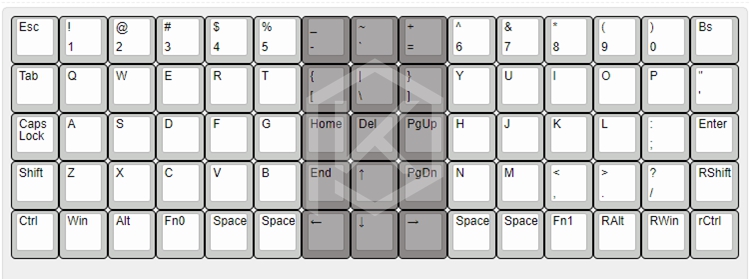 Esc ! @ # $ % _ ~ + ^ & * ( ) Bs
1 2 3 4 5 - ` = 6 7 8 9 0
Tab Q W E R T { | } Y U I O P "
[ \ ] '
Caps A S D F G Home Del PgUp H J K L : Enter
Lock ;
Shift Z X C V B End ↑ PgDn N M < > ? RShift
, . /
Ctrl Win Alt Fn0 Space Space ← ↓ → Space Space Fn1 RAlt RWin rCtrl